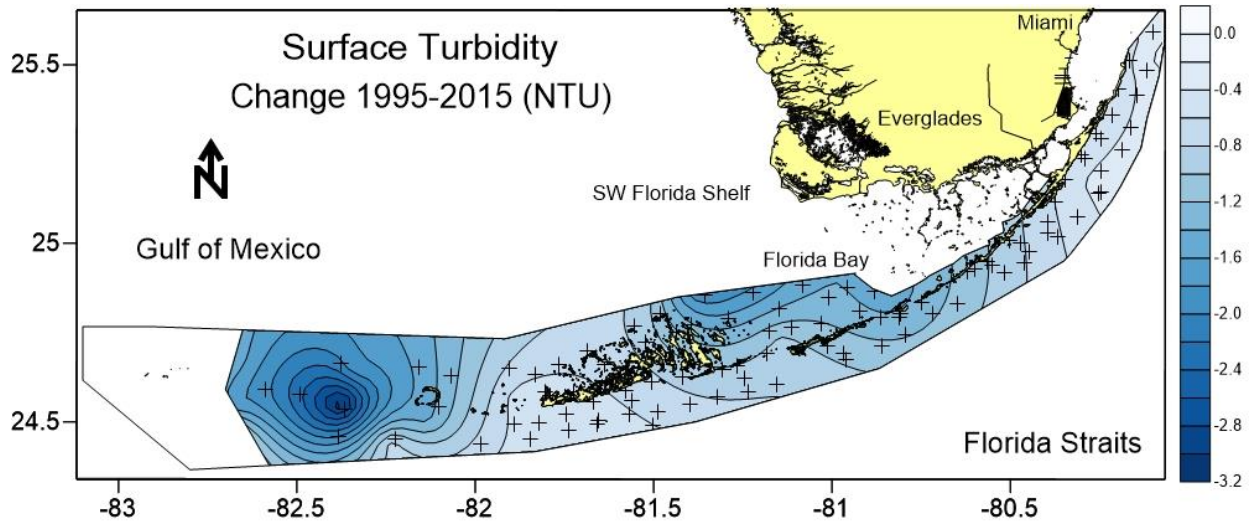 Surface Turbidity
Change 1995-2015 (NTU)
N
Gulf of Mexico
Miami
Everglades
SW Florida Shelf
Florida Bay
Florida Straits
25.5
25
24.5
-83
-82.5
-82
-81.5
-81
-80.5
0.0
-0.4
-0.8
-1.2
-1.6
-2.0
-2.4
-2.8
-3.2